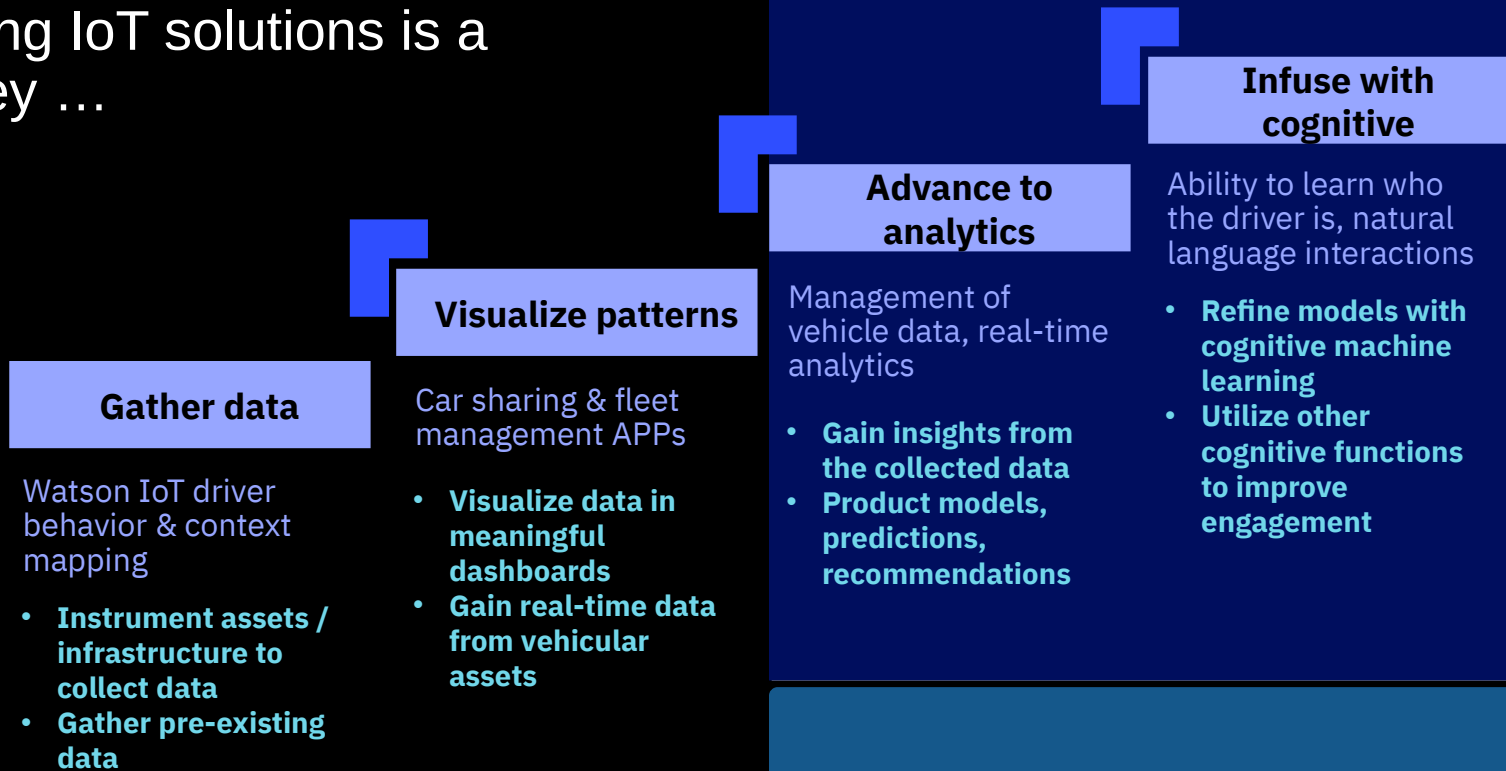 ng IoT solutions is a
ey …
Gather data
Watson IoT driver
behavior & context
mapping
• Instrument assets /
infrastructure to
collect data
• Gather pre-existing
data
Visualize patterns
Car sharing & fleet
management APPs
• Visualize data in
meaningful
dashboards
• Gain real-time data
from vehicular
assets
Advance to
analytics
Management of
vehicle data, real-time
analytics
• Gain insights from
the collected data
• Product models,
predictions,
recommendations
Infuse with
cognitive
Ability to learn who
the driver is, natural
language interactions
• Refine models with
cognitive machine
learning
• Utilize other
cognitive functions
to improve
engagement